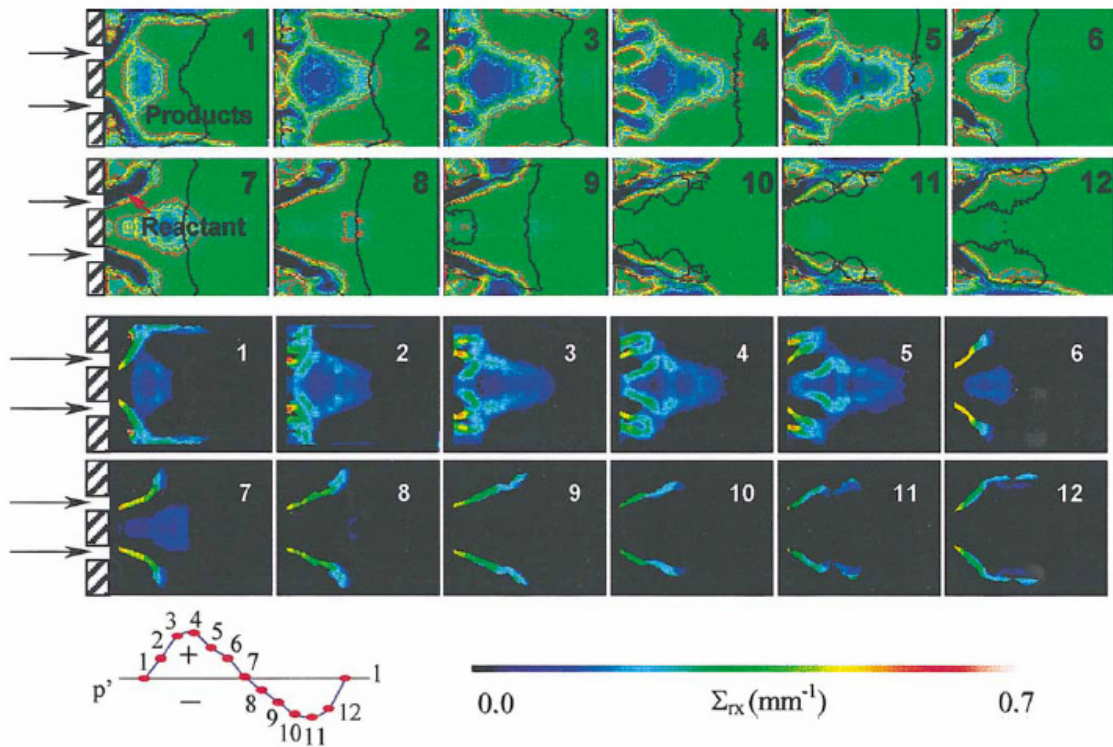 1 2 3 4 5 6
Products
7 8 9 10 11 12
Reactant
1 2 3 4 5 6
7 8 9 10 11 12
3 4
2 5
1 + 6
7 1
p' −
8
9 12
10 11
0.0 Σrx (mm-1) 0.7